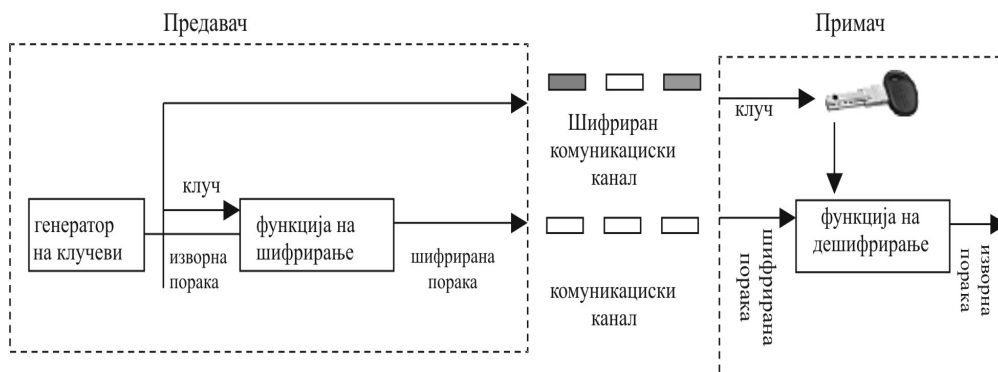 Предавач
Примач
клуч
генератор
на клучеви
изворна
порака
функција на
шифрирање
шифрирана
порака
Шифриран
комуникациски
канал
комуникациски
канал
клуч
шифрирана
порака
функција на
дешифрирање
изворна
порака